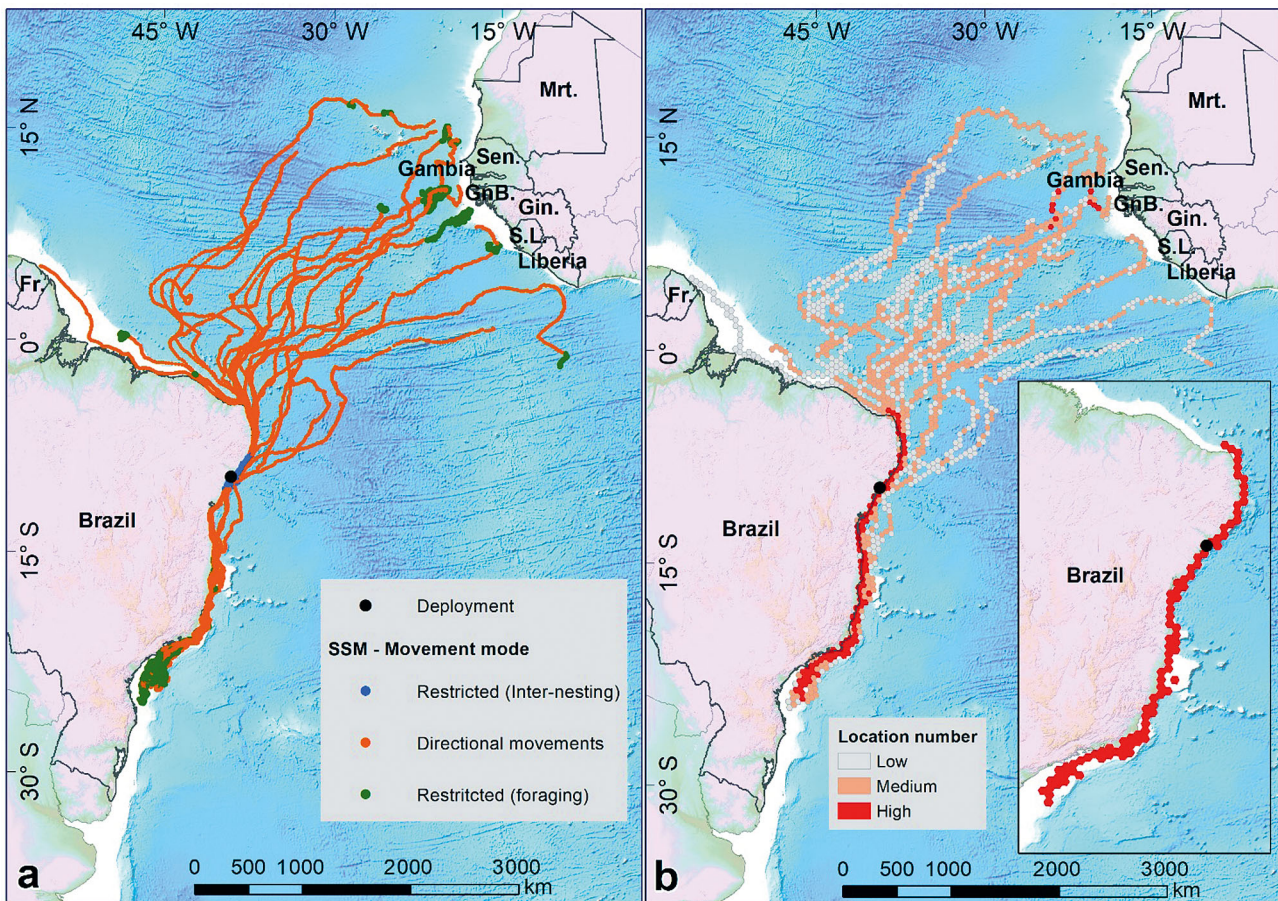 45° W 30° W 15° W
15° N
0°
15° S
30° S
Mrt.
Sen.
Gambia
GnB.
Gin.
S.L.
Liberia
Fr.
Brazil
Deployment
SSM - Movement mode
Restricted (Inter-nesting)
Directional movements
Restritcted (foraging)
0 500 1000 2000 3000
km
a
45° W 30° W 15° W
15° N
0°
15° S
30° S
Mrt.
Sen.
Gambia
GnB.
Gin.
S.L.
Liberia
Fr.
Brazil
Brazil
Location number
Low
Medium
High
0 500 1000 2000 3000
km
b